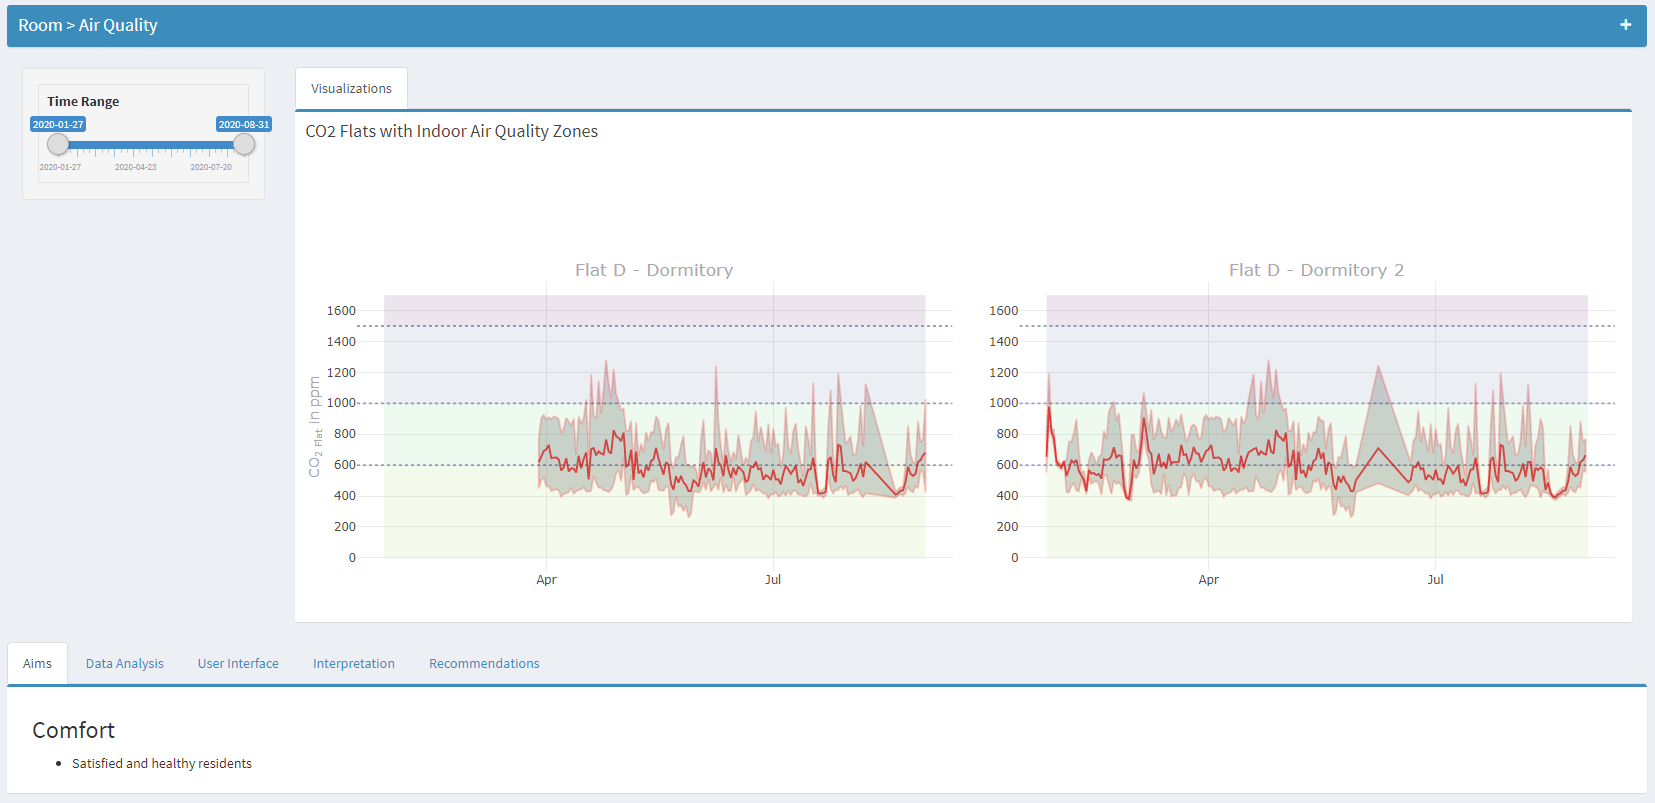 Room > Air Quality
+
Time Range
2020-01-27 2020-08-31
2020-01-27 2020-04-23 2020-07-20
Visualizations
CO2 Flats with Indoor Air Quality Zones
Flat D - Dormitory
CO2 Flat in ppm
1600
1400
1200
1000
800
600
400
200
0
Apr Jul
Flat D - Dormitory 2
1600
1400
1200
1000
800
600
400
200
0
Apr Jul
Aims Data Analysis User Interface Interpretation Recommendations
Comfort
• Satisfied and healthy residents